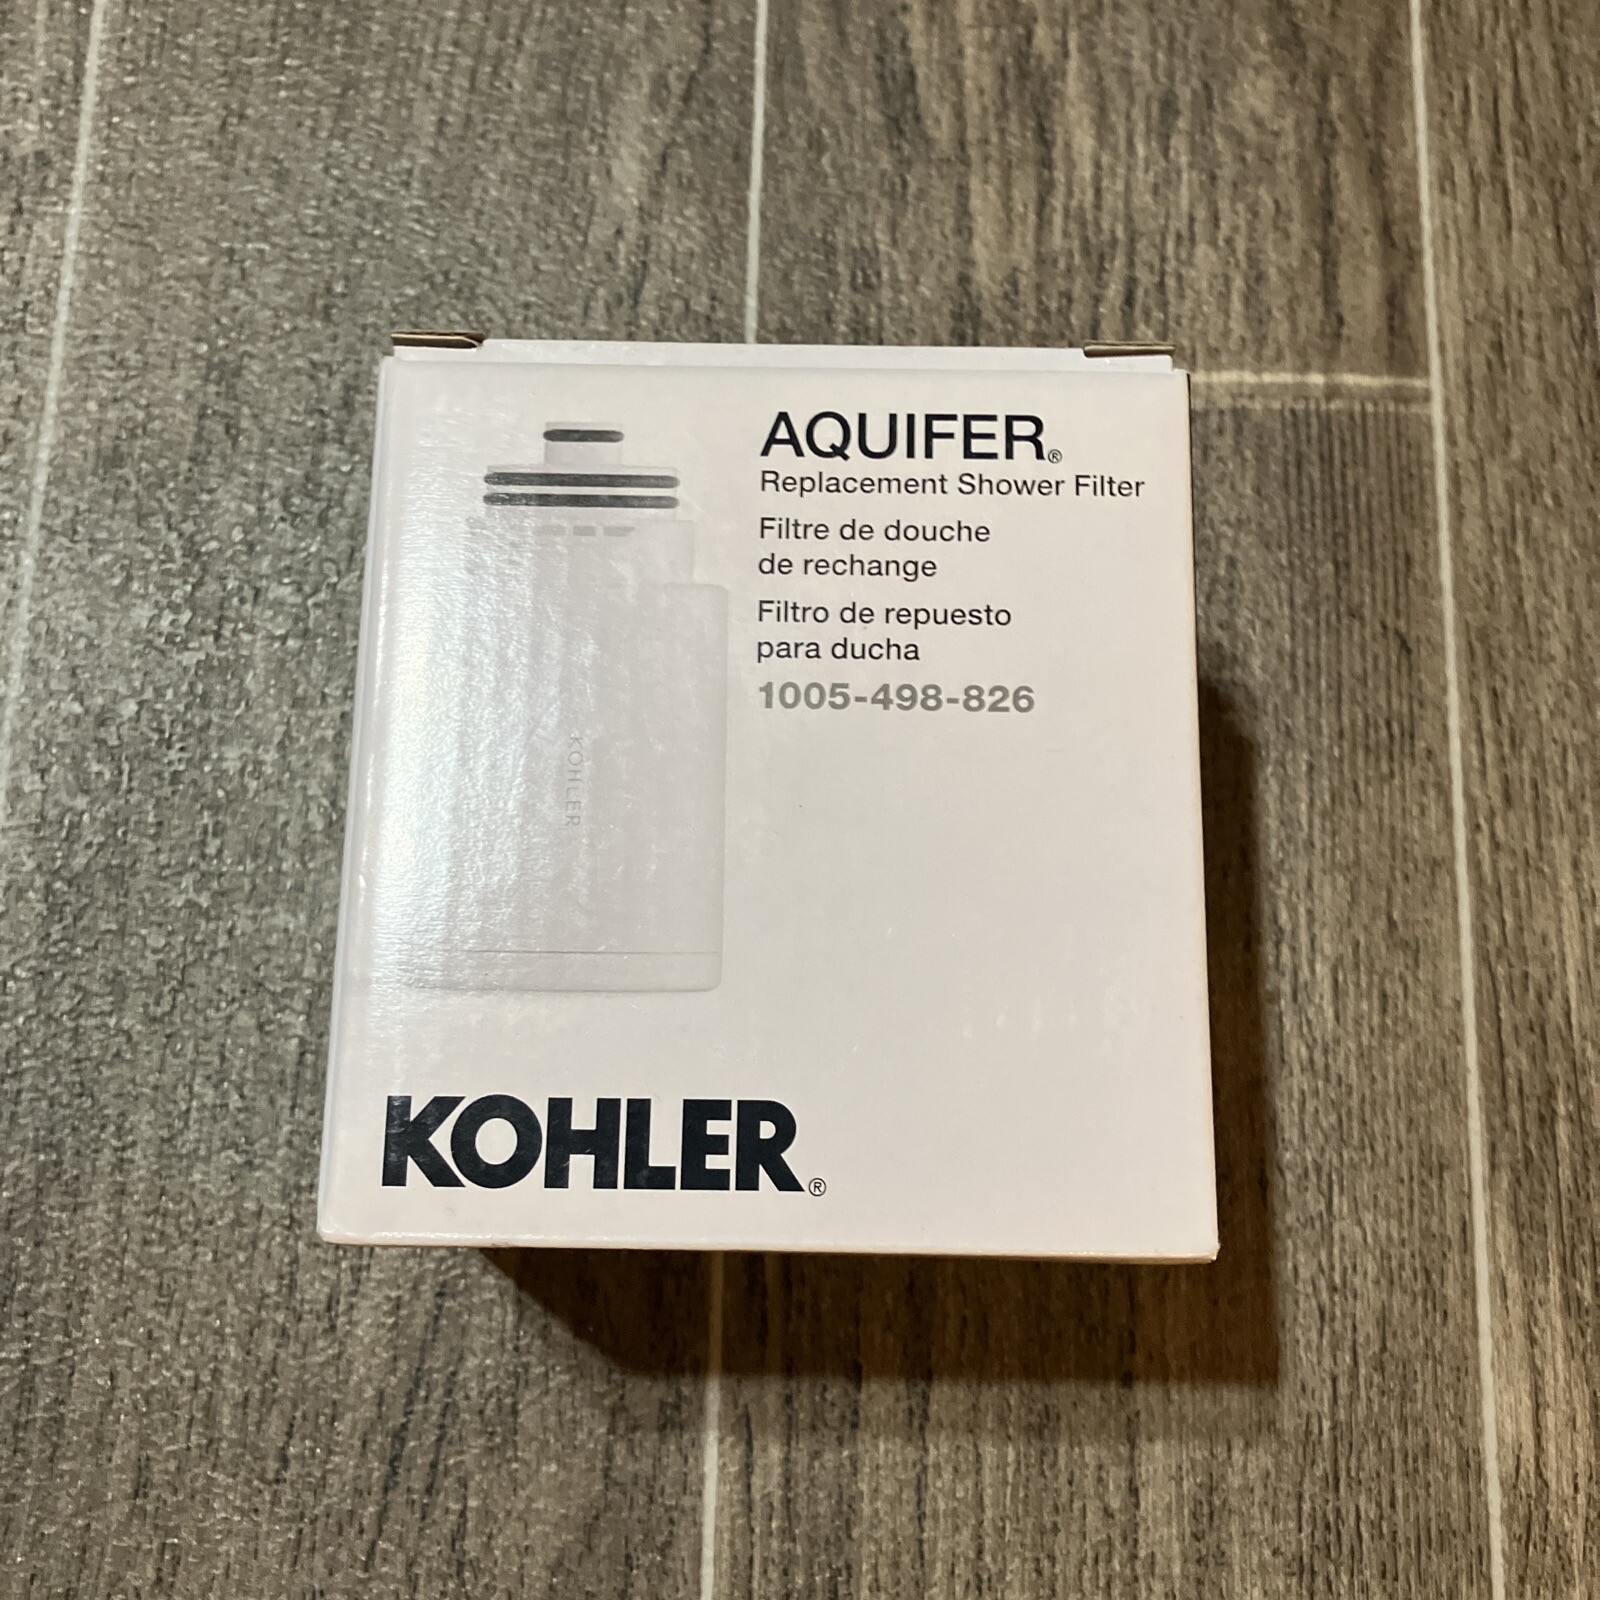 AQUIFER®
Replacement Shower Filter
Filtre de douche
de rechange
Filtro de repuesto
para ducha
1005-498-826
KOHLER
KOHLER®